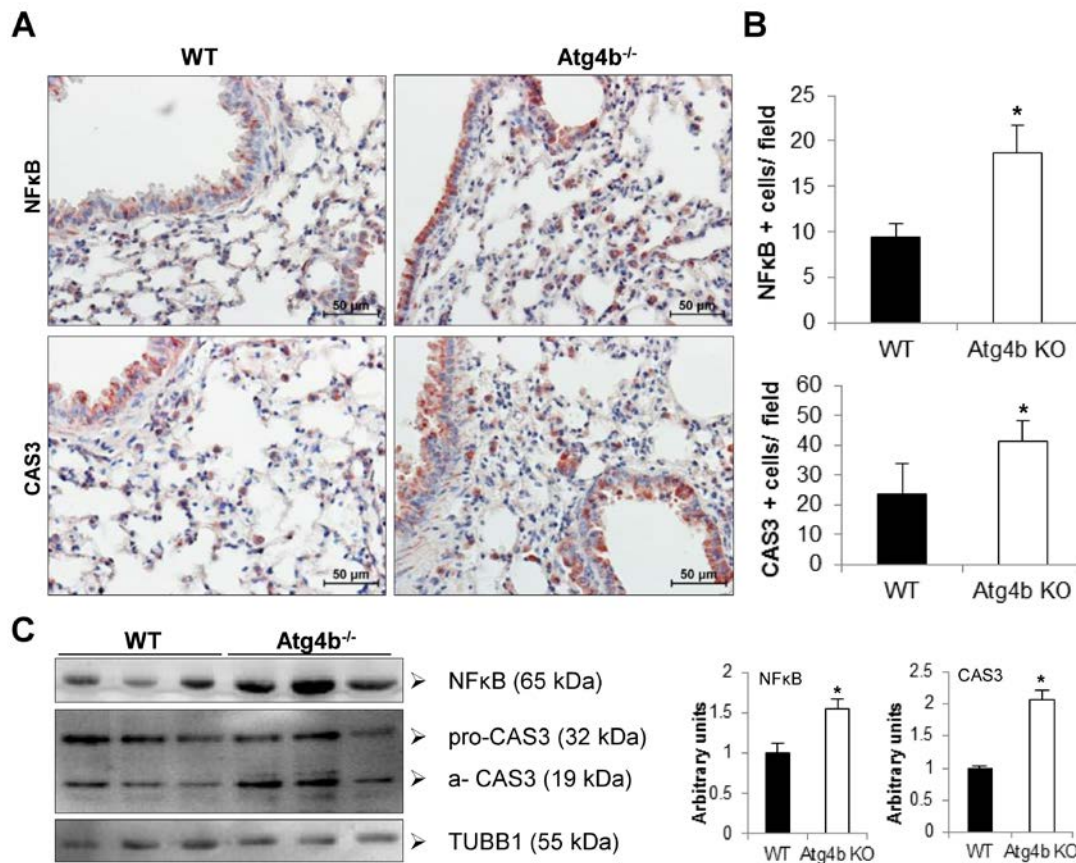 A
WT
Atg4b-/-
NFκB
50 µm
50 µm
CAS3
50 µm
50 µm
B
NFκB + cells/ field
25
20
15
10
5
0
*
WT
Atg4b KO
CAS3 + cells/ field
60
50
40
30
20
10
0
*
WT
Atg4b KO
C
WT
Atg4b-/-
NFκB (65 kDa)
pro-CAS3 (32 kDa)
a- CAS3 (19 kDa)
TUBB1 (55 kDa)
Arbitrary units
2
1.5
1
0.5
0
NFκB
*
WT Atg4b KO
Arbitrary units
2.5
2
1.5
1
0.5
0
CAS3
*
WT Atg4b KO